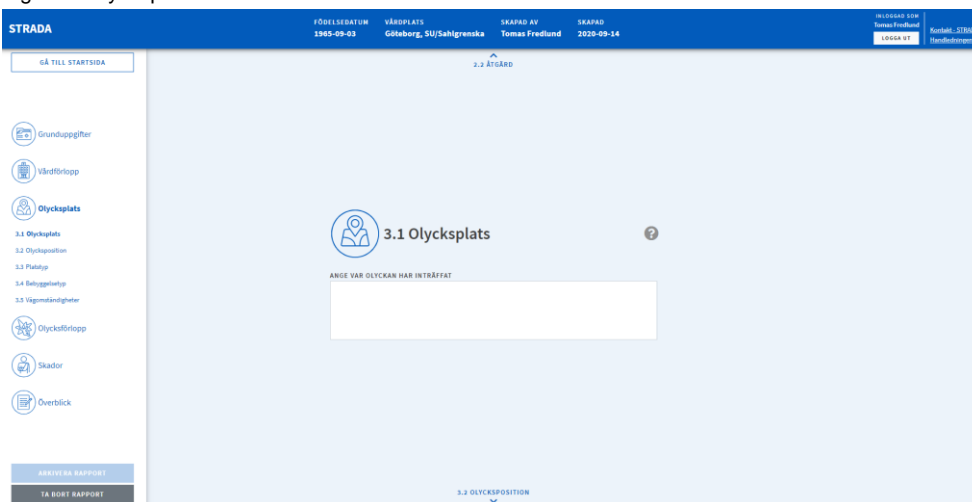 STRADA
FÖDELSEDATUM VÅRDPLATS SKAPAD AV SKAPAD
1965-09-03 Göteborg, SU/Sahlgrenska Tomas Fredlund 2020-09-14
INLOGGAD SOM
Tomas Fredlund
LOGGA UT
Kontakt - STRA
Handledningen
GÅ TILL STARTSIDA
2.2 ÅTGÄRD
Grunduppgifter
Vårdförlopp
Olycksplats
3.1 Olycksplats
3.2 Olycksposition
3.3 Platstyp
3.4 Bebyggelsetyp
3.5 Vägomständigheter
Olycksförlopp
Skador
Överblick
3.1 Olycksplats
?
ANGE VAR OLYCKAN HAR INTRÄFFAT
ARKIVERA RAPPORT
TA BORT RAPPORT
3.2 OLYCKSPOSITION